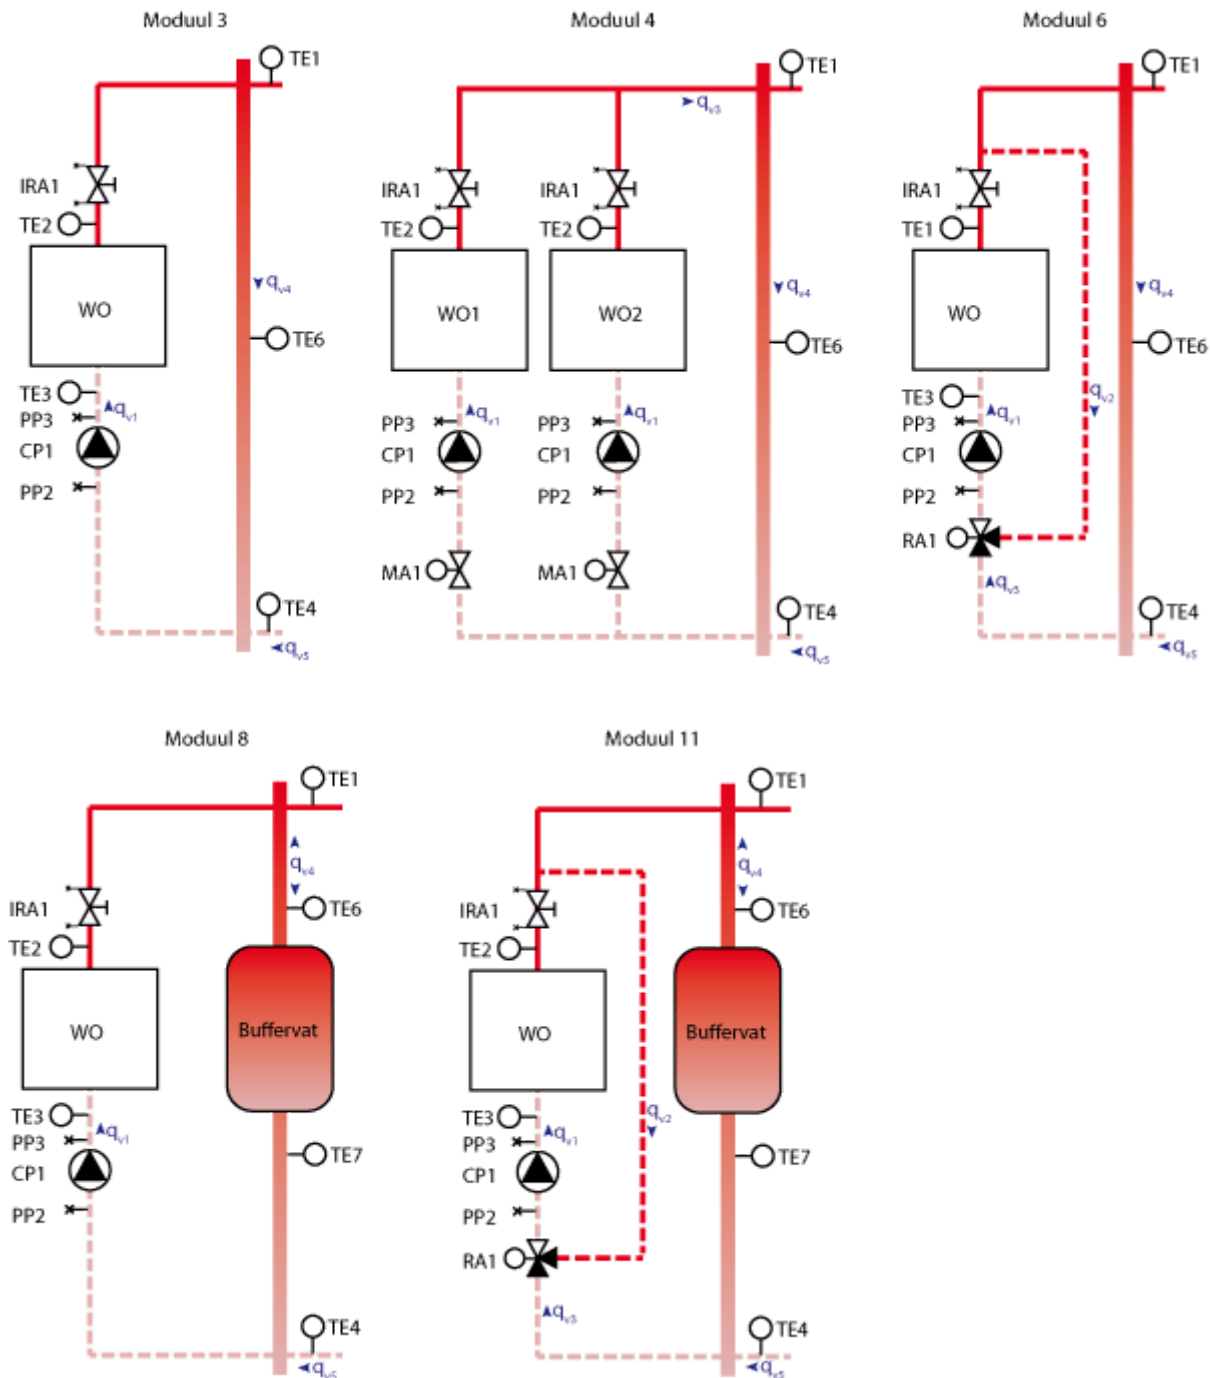 Moduul 3
TE1
IRA1
TE2
WO
qv4
TE6
TE3
PP3
qv1
CP1
PP2
TE4
qv5
Moduul 4
TE1
qv3
IRA1
IRA1
TE2
TE2
WO1
WO2
qv4
TE6
PP3
qv1
PP3
qv1
CP1
CP1
PP2
PP2
MA1
MA1
TE4
qv5
Moduul 6
TE1
IRA1
TE1
WO
qv4
TE6
TE3
qv2
PP3
qv1
CP1
PP2
RA1
qv3
TE4
qv5
Moduul 8
TE1
qv4
IRA1
TE6
TE2
WO
Buffervat
TE3
PP3
qv1
CP1
TE7
PP2
TE4
qv5
Moduul 11
TE1
qv4
IRA1
TE6
TE2
WO
Buffervat
TE3
qv2
PP3
qv1
CP1
TE7
PP2
RA1
qv3
TE4
qv5